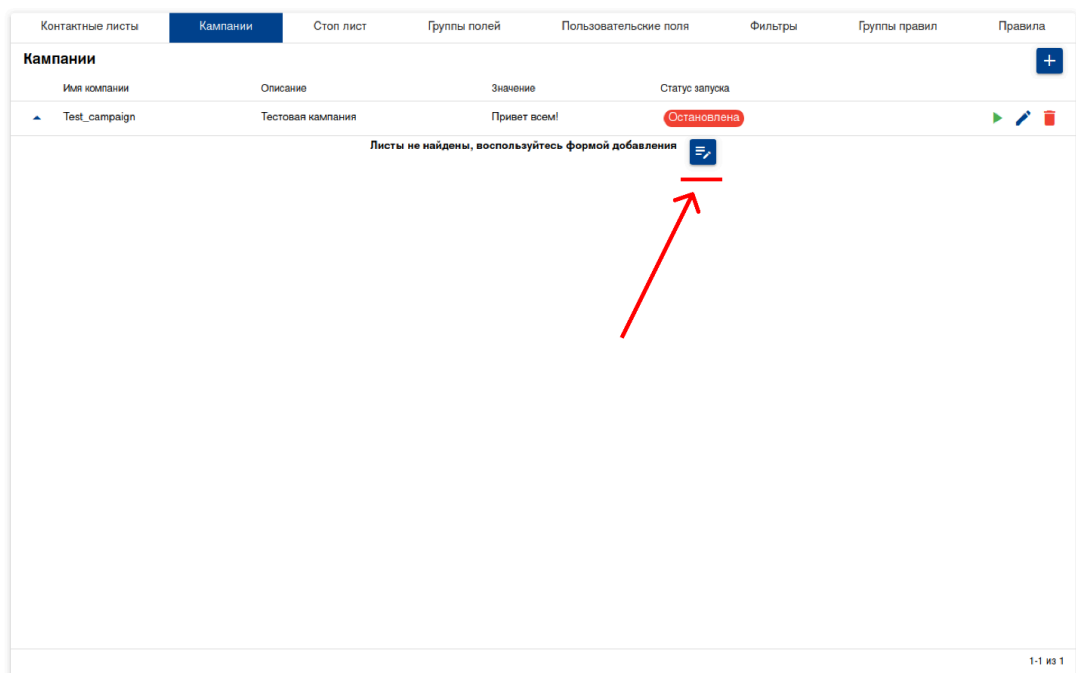 Контактные листы Кампании Стоп лист Группы полей Пользовательские поля Фильтры Группы правил Правила
Кампании
Имя компании Описание Значение Статус запуска
Test_campaign Тестовая кампания Привет всем! Остановлена
Листы не найдены, воспользуйтесь формой добавления
1-1 из 1